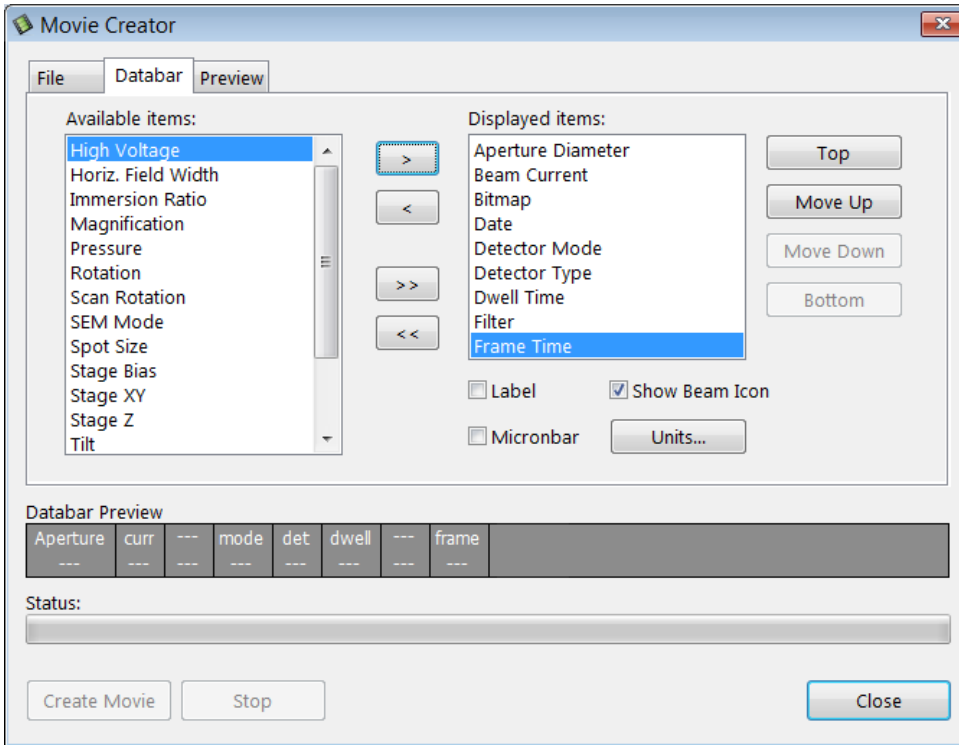 Movie Creator
File Databar Preview
Available items:
High Voltage
Horiz. Field Width
Immersion Ratio
Magnification
Pressure
Rotation
Scan Rotation
SEM Mode
Spot Size
Stage Bias
Stage XY
Stage Z
Tilt
>
<
>>
<<
Displayed items:
Aperture Diameter
Beam Current
Bitmap
Date
Detector Mode
Detector Type
Dwell Time
Filter
Frame Time
Top
Move Up
Move Down
Bottom
Label Show Beam Icon
Micronbar Units...
Databar Preview
Aperture curr --- mode det dwell --- frame
--- --- --- --- --- --- --- ---
Status:
Create Movie Stop Close